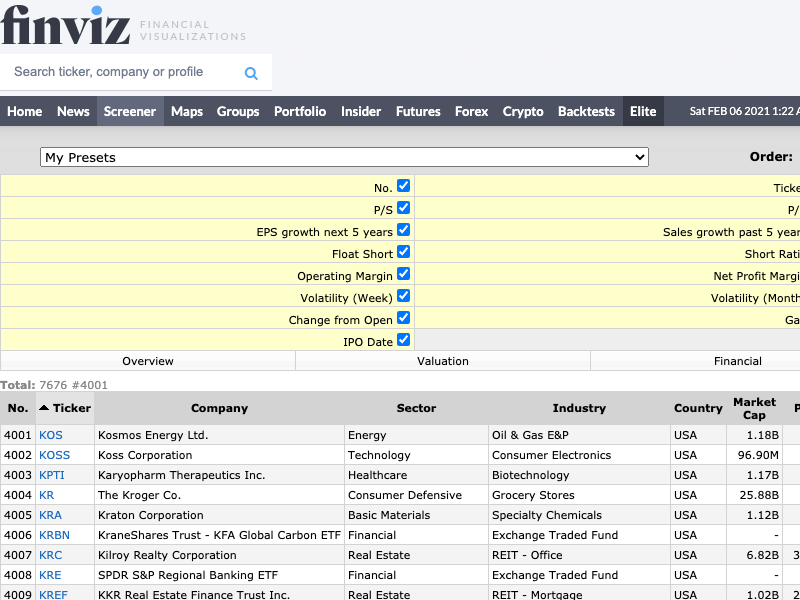 finviz FINANCIAL
VISUALIZATIONS
Search ticker, company or profile
Home News Screener Maps Groups Portfolio Insider Futures Forex Crypto Backtests Elite Sat FEB 06 2021 1:22 A
My Presets Order:
No. Ticke
P/S P/
EPS growth next 5 years Sales growth past 5 year
Float Short Short Rati
Operating Margin Net Profit Margi
Volatility (Week) Volatility (Month
Change from Open Ga
IPO Date
Overview Valuation Financial
Total: 7676 #4001
No. Ticker Company Sector Industry Country Market Cap P
4001 KOS Kosmos Energy Ltd. Energy Oil & Gas E&P USA 1.18B
4002 KOSS Koss Corporation Technology Consumer Electronics USA 96.90M
4003 KPTI Karyopharm Therapeutics Inc. Healthcare Biotechnology USA 1.17B
4004 KR The Kroger Co. Consumer Defensive Grocery Stores USA 25.88B
4005 KRA Kraton Corporation Basic Materials Specialty Chemicals USA 1.12B
4006 KRBN KraneShares Trust - KFA Global Carbon ETF Financial Exchange Traded Fund USA -
4007 KRC Kilroy Realty Corporation Real Estate REIT - Office USA 6.82B 3
4008 KRE SPDR S&P Regional Banking ETF Financial Exchange Traded Fund USA -
4009 KREF KKR Real Estate Finance Trust Inc. Real Estate REIT - Mortgage USA 1.02B 2